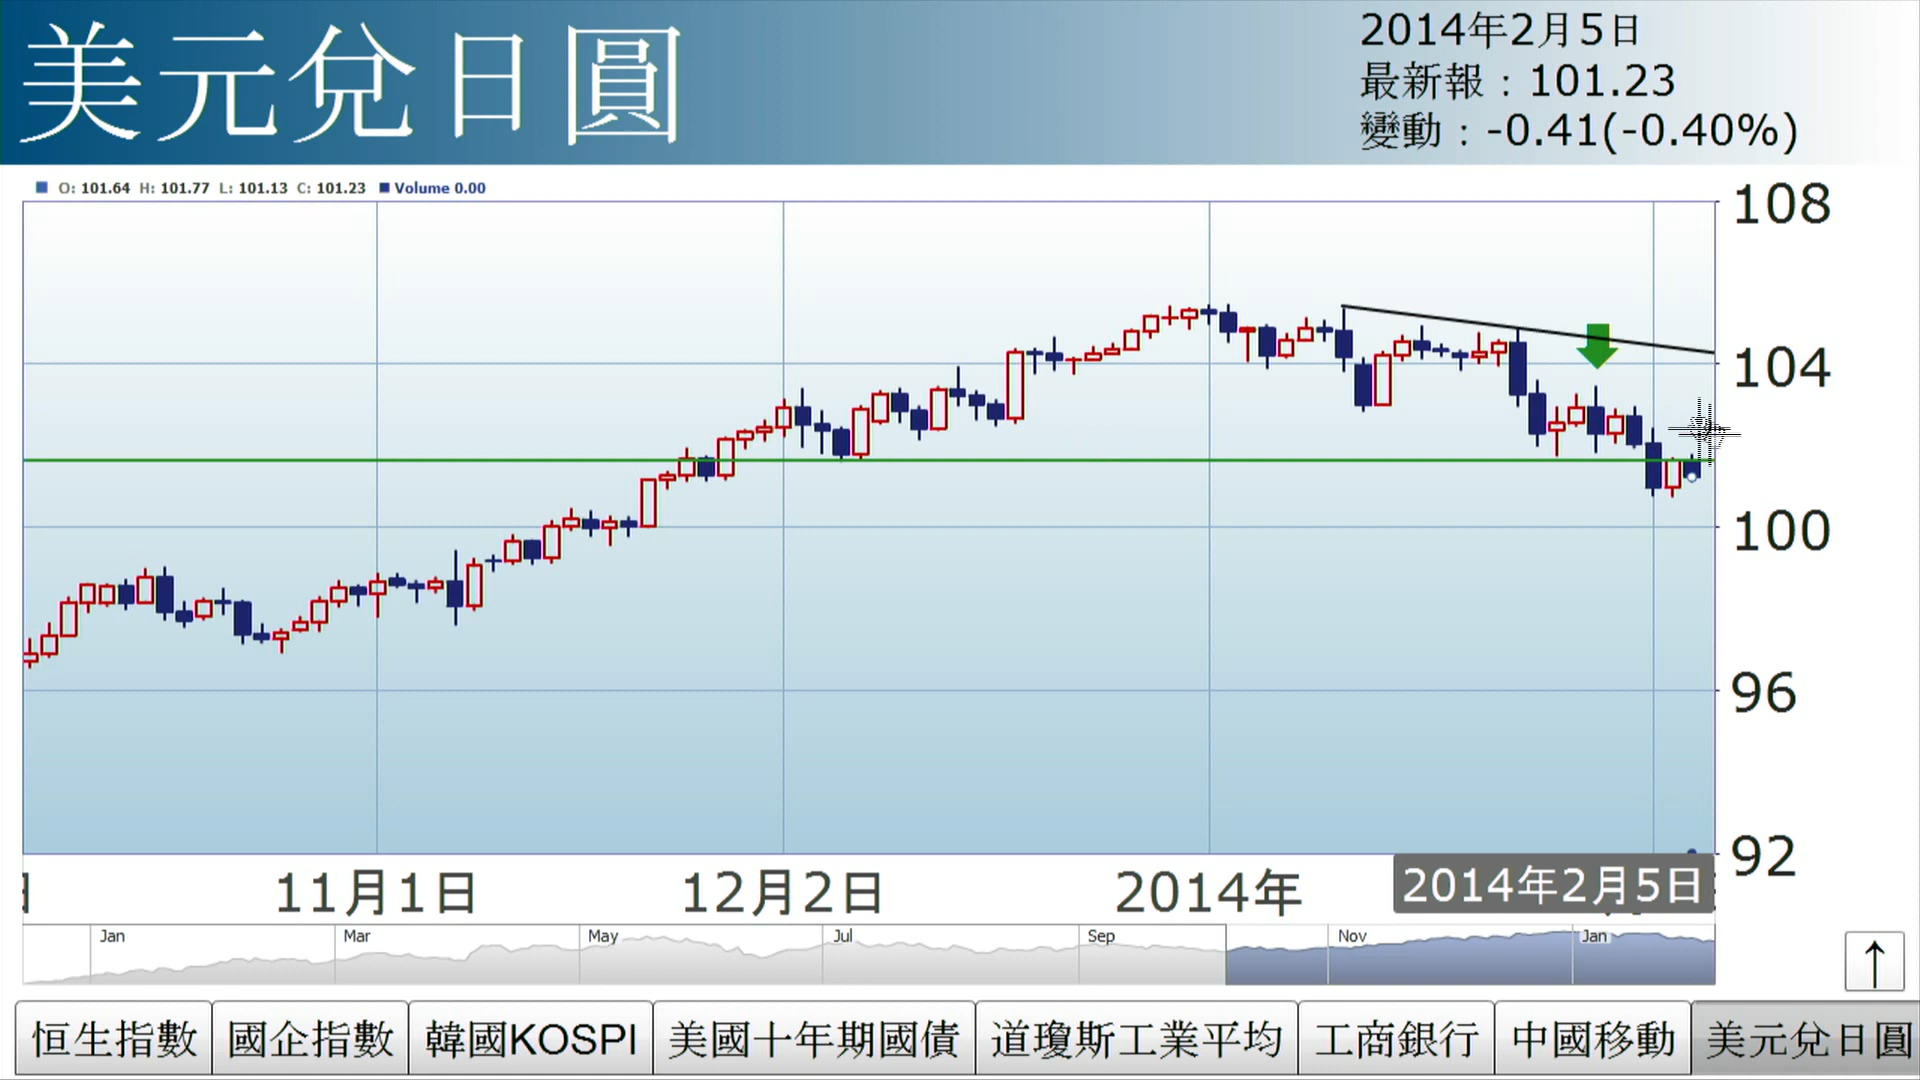 美元兌日圓
2014年2月5日
最新報：101.23
變動：-0.41(-0.40%)
O: 101.64 H: 101.77 L: 101.13 C: 101.23 Volume 0.00
108
104
100
96
92
11月1日 12月2日 2014年 2014年2月5日
Jan Mar May Jul Sep Nov Jan
↑
恒生指數 國企指數 韓國KOSPI 美國十年期國債 道瓊斯工業平均 工商銀行 中國移動 美元兌日圓